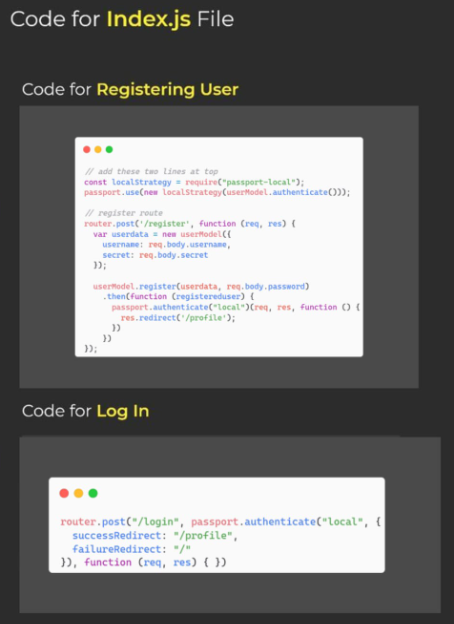 Code for Index.js File
Code for Registering User
// add these two lines at top
const localStrategy = require("passport-local");
passport.use(new localStrategy(userModel.authenticate()));
// register route
router.post('/register', function (req, res) {
var userdata = new userModel({
username: req.body.username,
secret: req.body.secret
});
userModel.register(userdata, req.body.password)
.then(function (registereduser) {
passport.authenticate("local")(req, res, function () {
res.redirect('/profile');
})
})
});
Code for Log In
router.post("/login", passport.authenticate("local", {
successRedirect: "/profile",
failureRedirect: "/"
}), function (req, res) { })